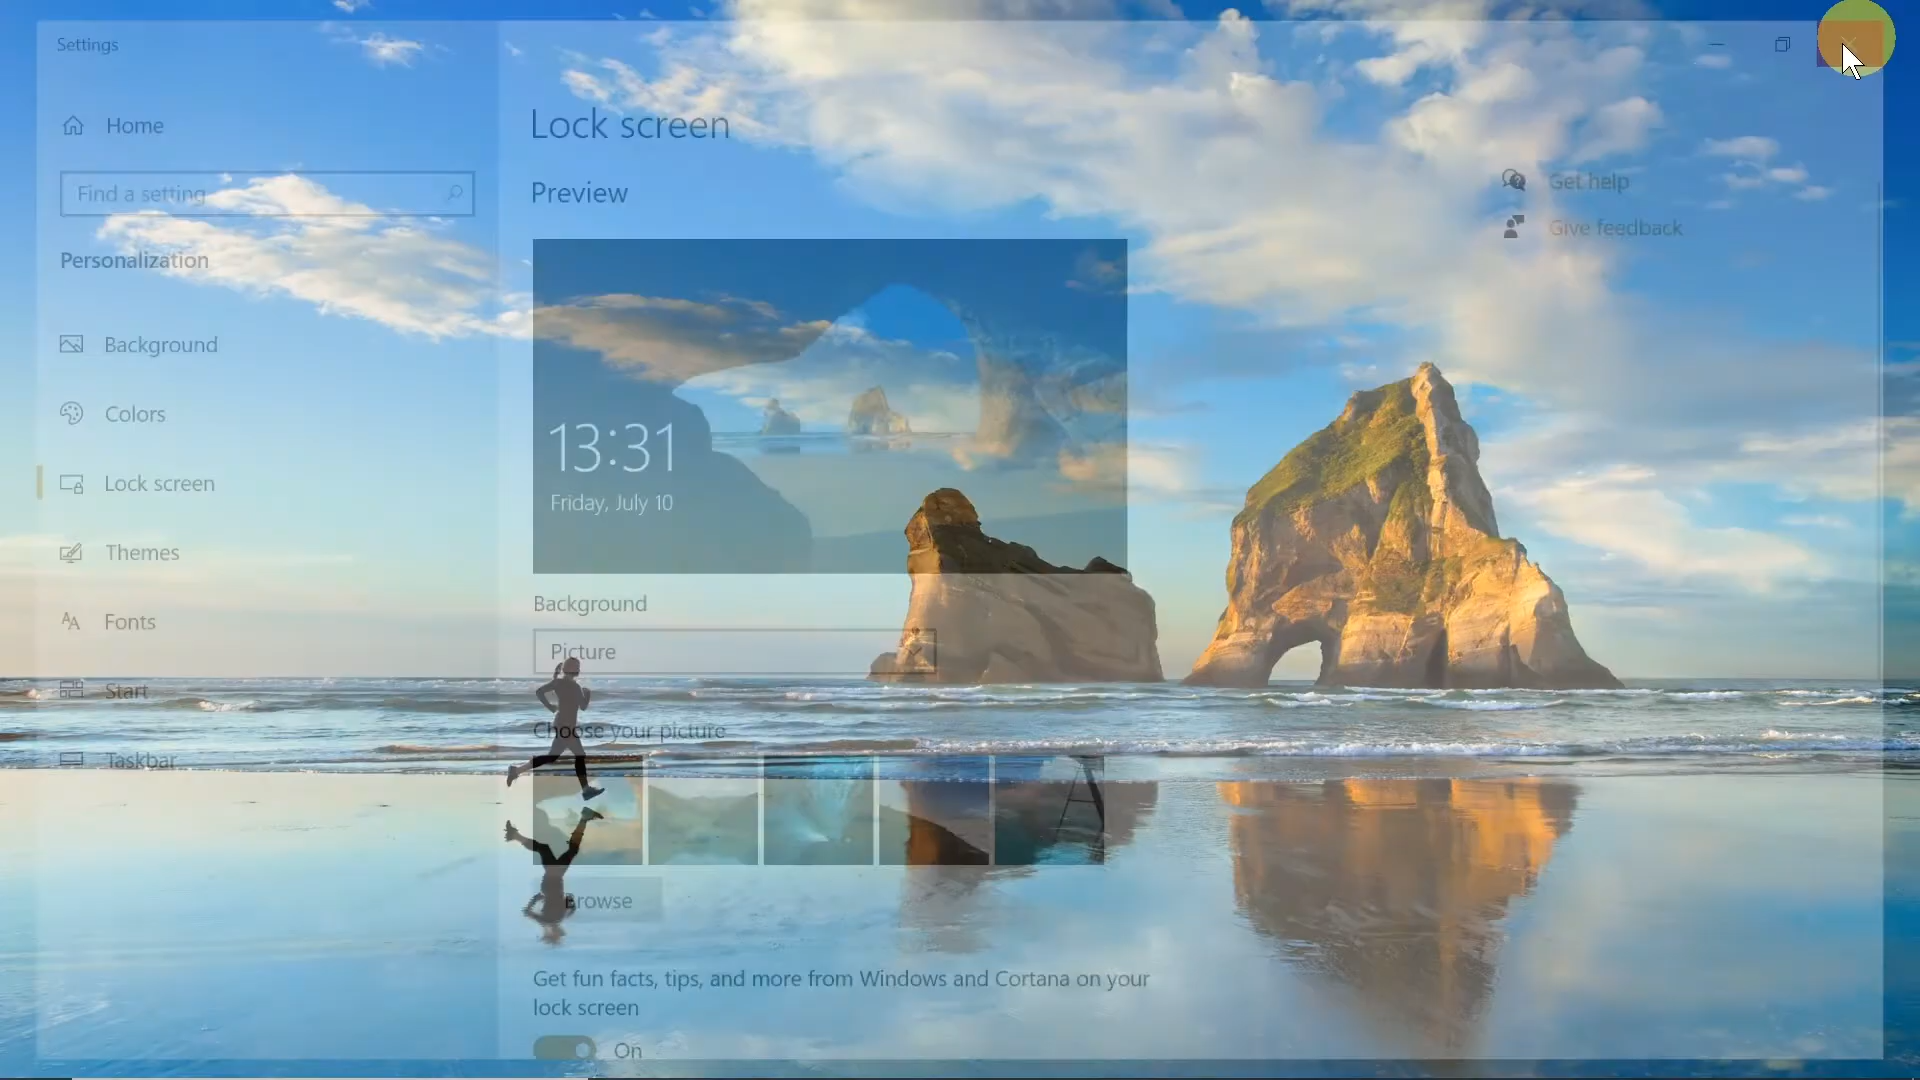 Settings
Home
Find a setting
Personalization
Background
Colors
Lock screen
Themes
Fonts
Start
Taskbar
Lock screen
Preview
13:31
Friday, July 10
Background
Picture
Choose your picture
Browse
Get fun facts, tips, and more from Windows and Cortana on your
lock screen
On
Get help
Give feedback